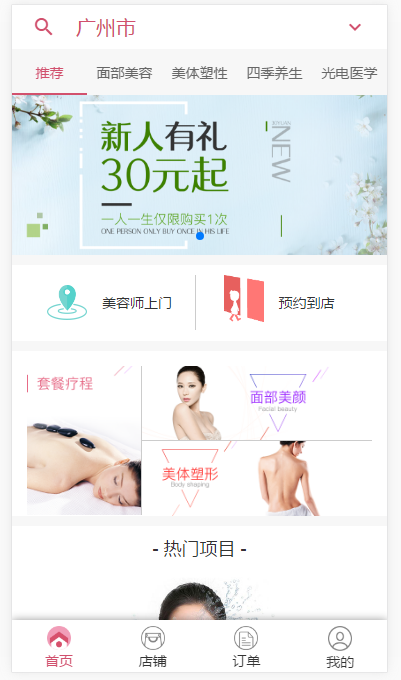 广州市
推荐 面部美容 美体塑性 四季养生 光电医学
新人有礼
30元起
一人一生仅限购买1次
ONE PERSON ONLY BUY ONCE IN HIS LIFE
NEW
美容师上门 预约到店
套餐疗程
面部美颜
Facial beauty
美体塑形
Body shaping
- 热门项目 -
首页 店铺 订单 我的